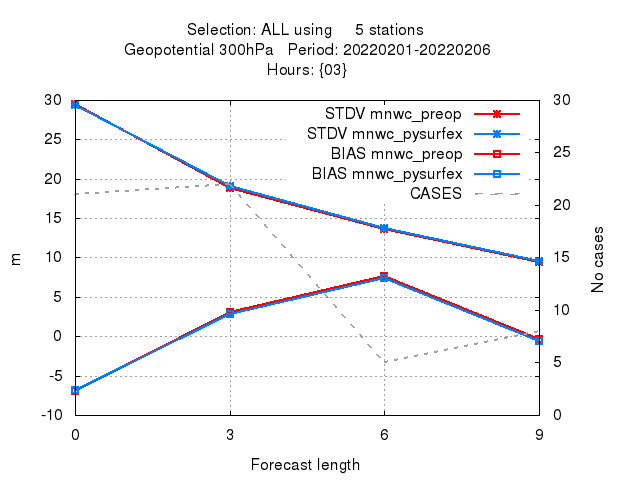 Selection: ALL using 5 stations
Geopotential 300hPa Period: 20220201-20220206
Hours: {03}
STDV mnwc_preop
STDV mnwc_pysurfex
BIAS mnwc_preop
BIAS mnwc_pysurfex
CASES
30
25
20
15
10
5
0
-5
-10
m
30
25
20
15
10
5
0
No cases
0 3 6 9
Forecast length